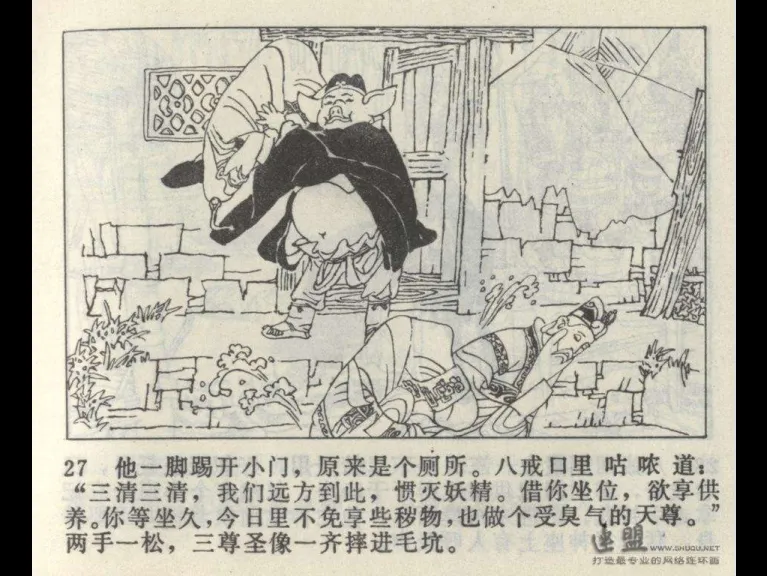 27 他一脚踢开小门，原来是个厕所。八戒口里咕哝道：
“三清三清，我们远方到此，惯灭妖精。借你坐位，欲享供
养。你等坐久，今日里不免享些秽物，也做个受臭气的天尊。”
两手一松，三尊圣像一齐摔进毛坑。
连盟 WWW.SHUQU.NET
打造最专业的网络连环画